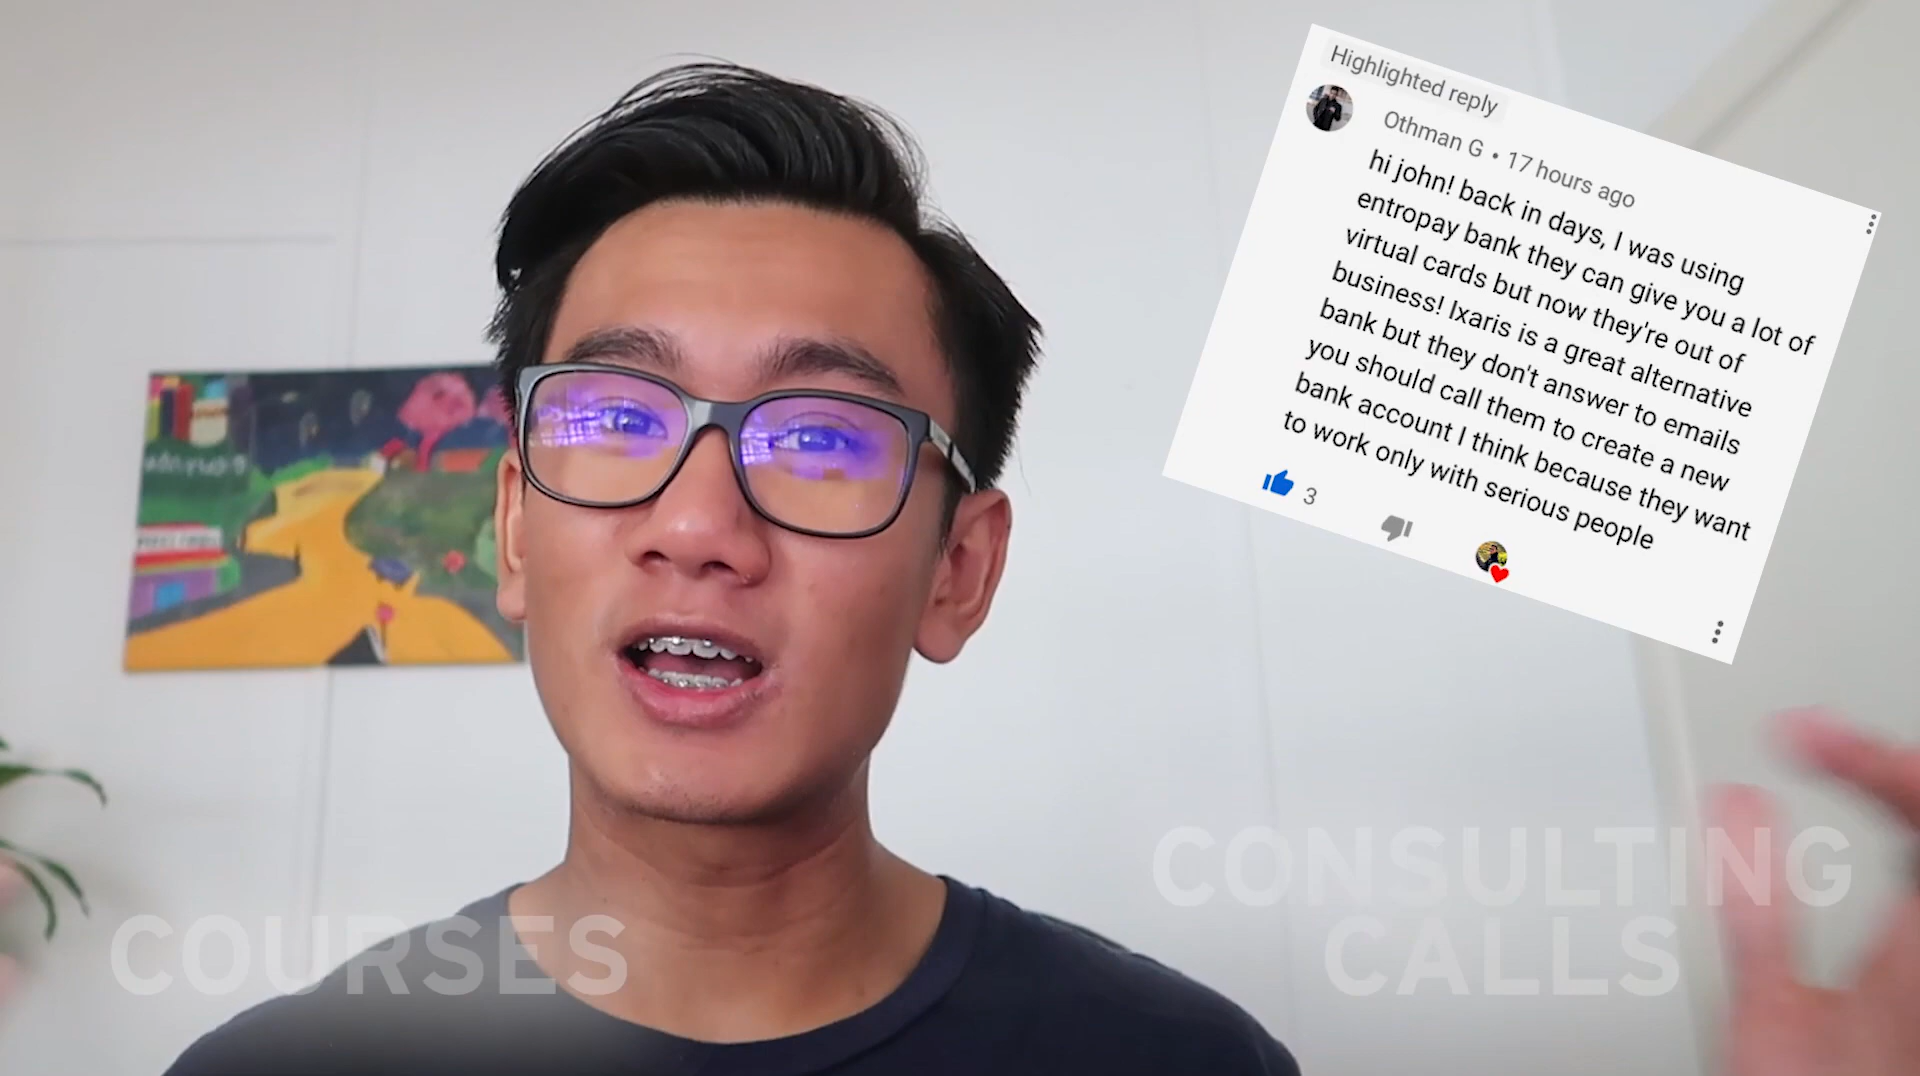 Highlighted reply
Othman G • 17 hours ago
hi john! back in days, I was using
entropay bank they can give you a lot of
virtual cards but now they're out of
business! Ixaris is a great alternative
bank but they don't answer to emails
you should call them to create a new
bank account I think because they want
to work only with serious people
3
COURSES
CONSULTING
CALLS